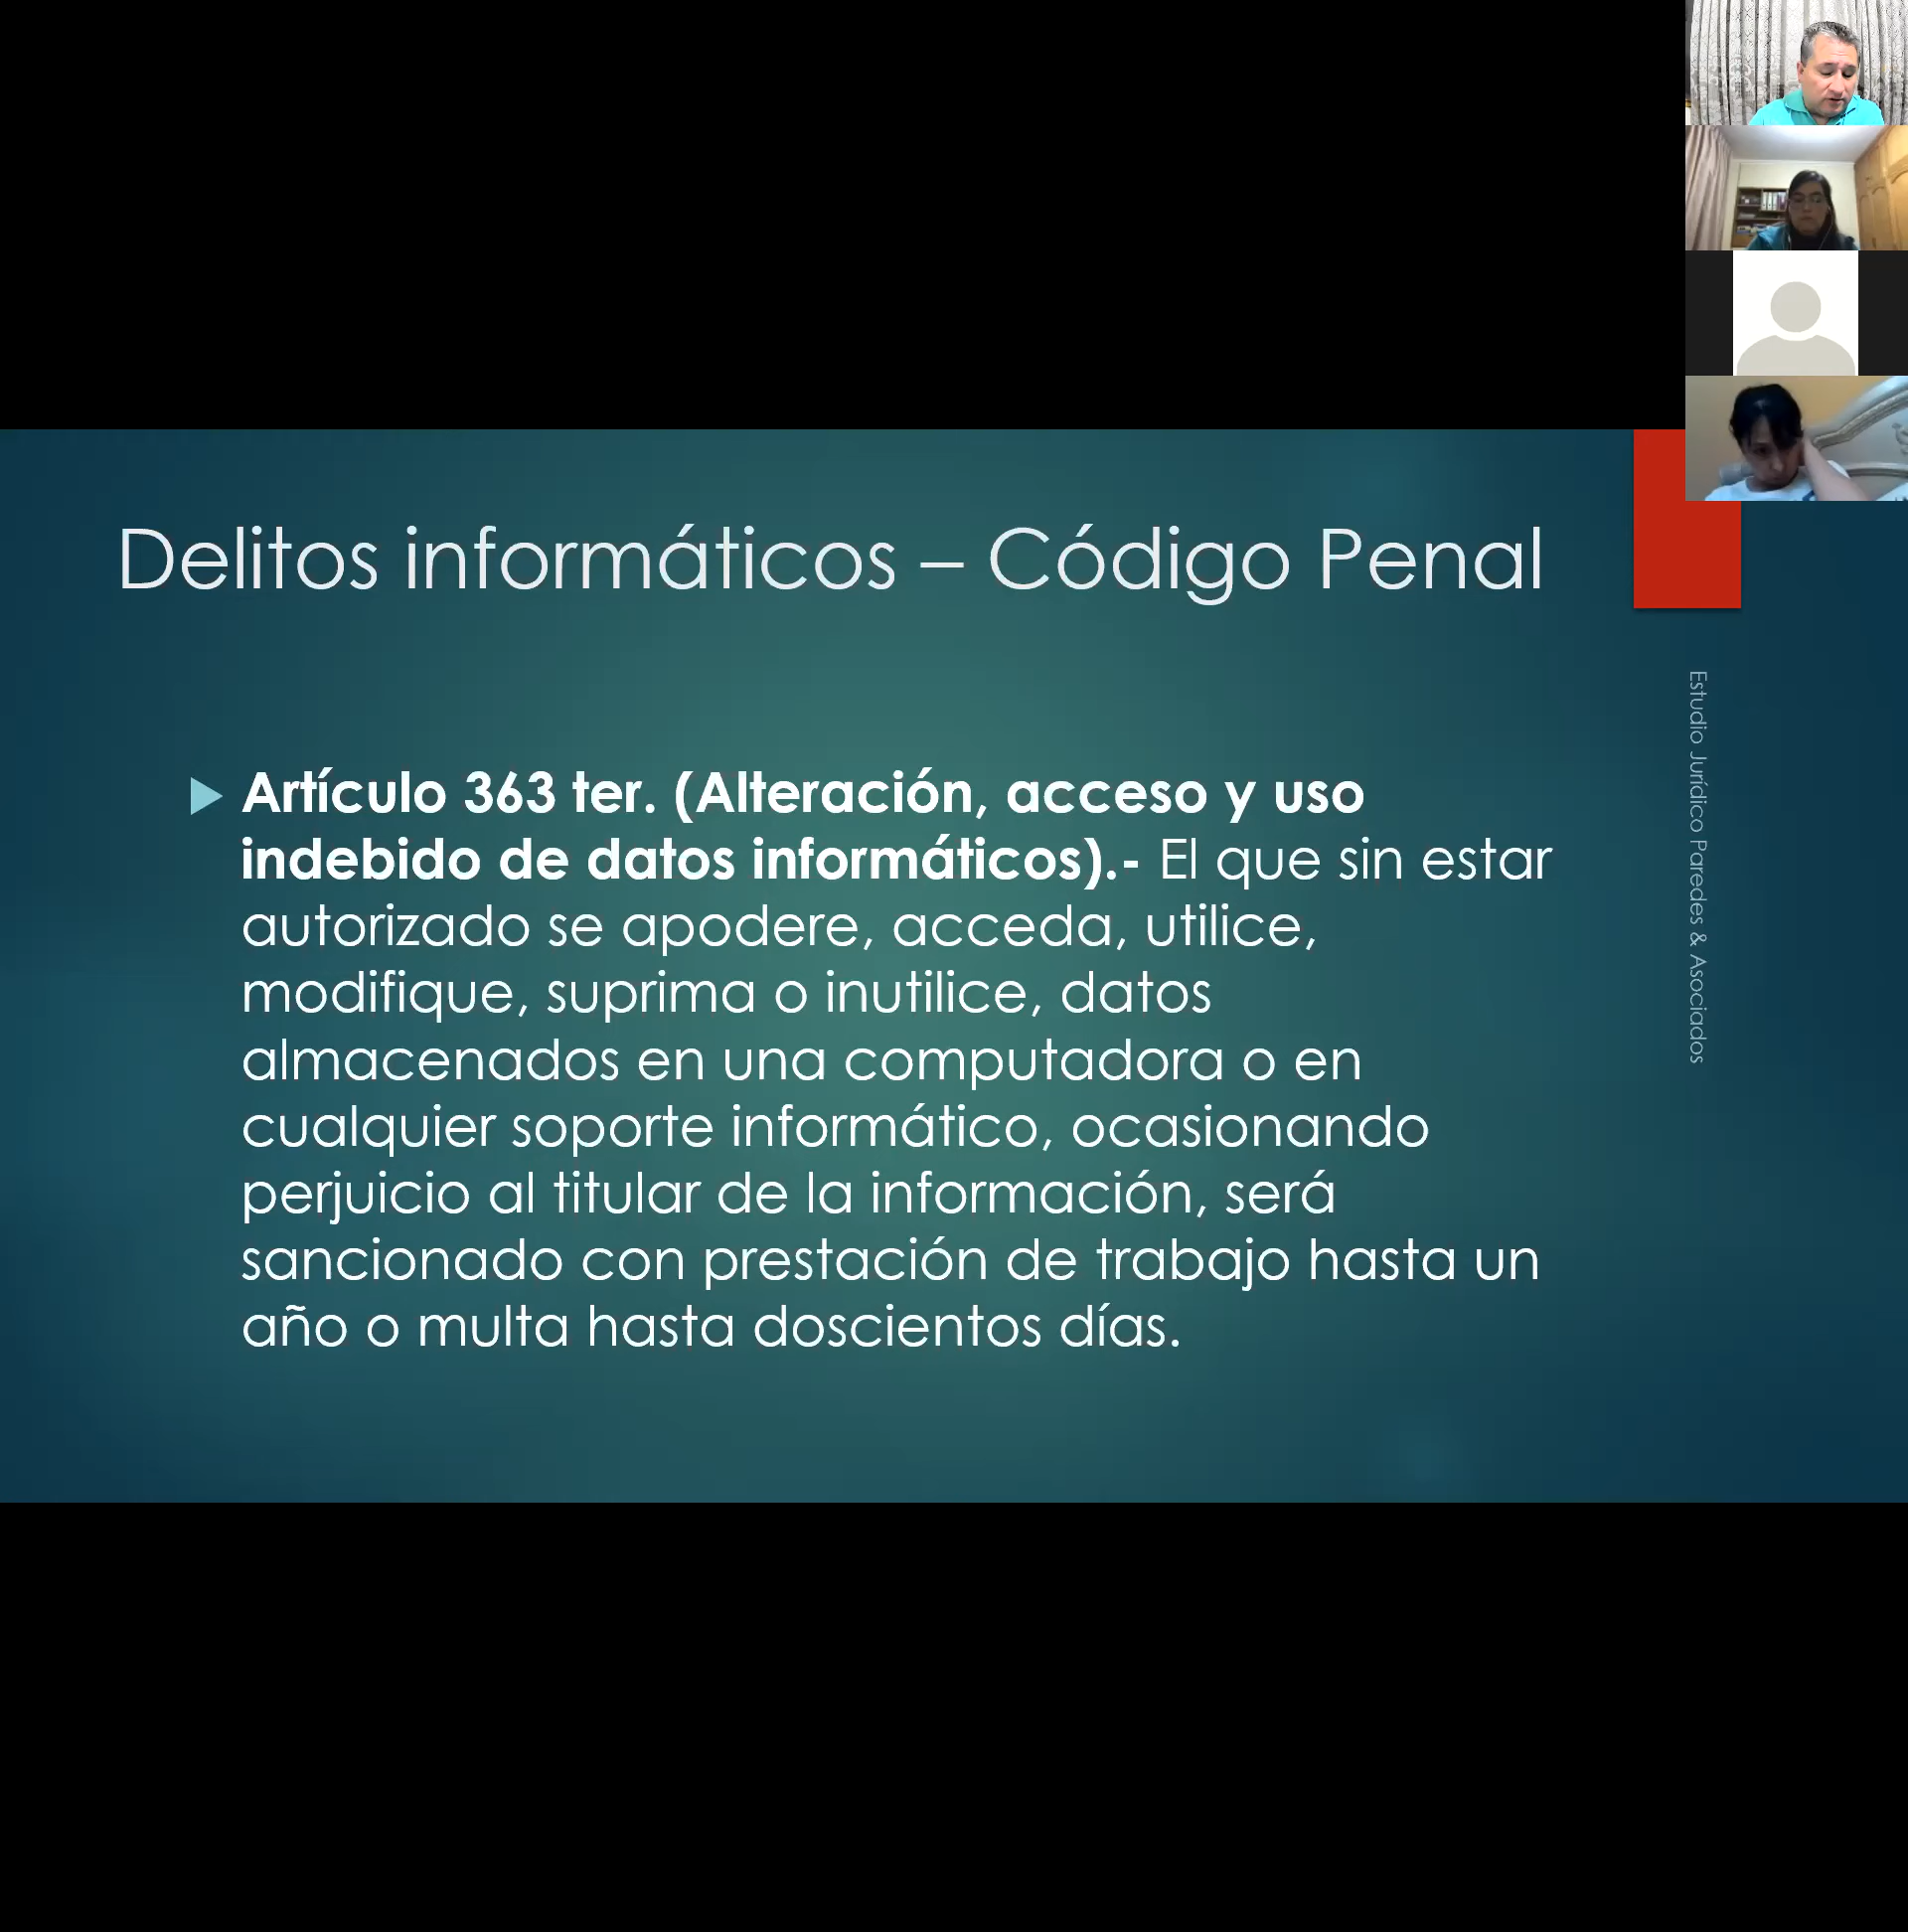 Delitos informáticos – Código Penal
Artículo 363 ter. (Alteración, acceso y uso
indebido de datos informáticos).- El que sin estar
autorizado se apodere, acceda, utilice,
modifique, suprima o inutilice, datos
almacenados en una computadora o en
cualquier soporte informático, ocasionando
perjuicio al titular de la información, será
sancionado con prestación de trabajo hasta un
año o multa hasta doscientos días.
Estudio Jurídico Paredes & Asociados